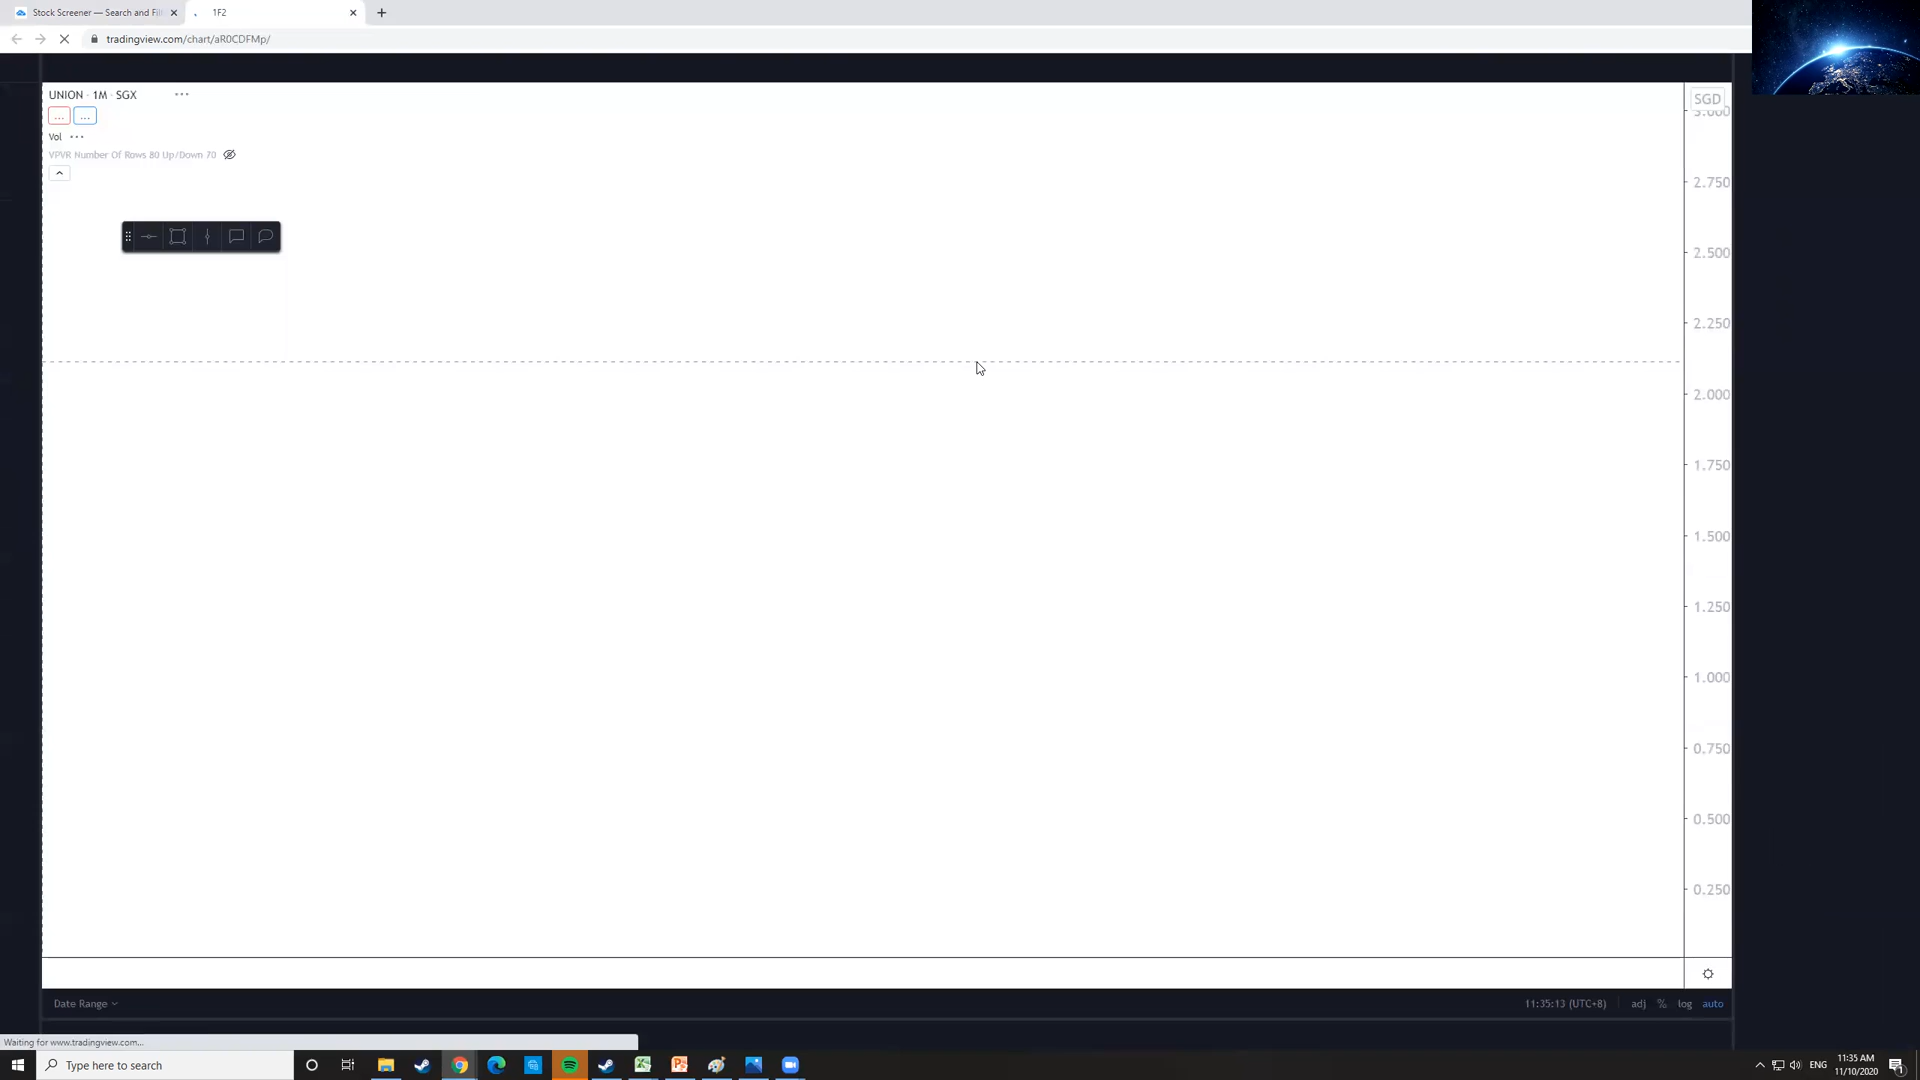 Stock Screener — Search and Fil
1F2
tradingview.com/chart/aR0CDFMp/
UNION · 1M · SGX
SGD
3.000
... ...
Vol
VPVR Number Of Rows 80 Up/Down 70
2.750
2.500
2.250
2.000
1.750
1.500
1.250
1.000
0.750
0.500
0.250
Date Range
11:35:13 (UTC+8) adj % log auto
Waiting for www.tradingview.com...
Type here to search
ENG
11:35 AM
11/10/2020